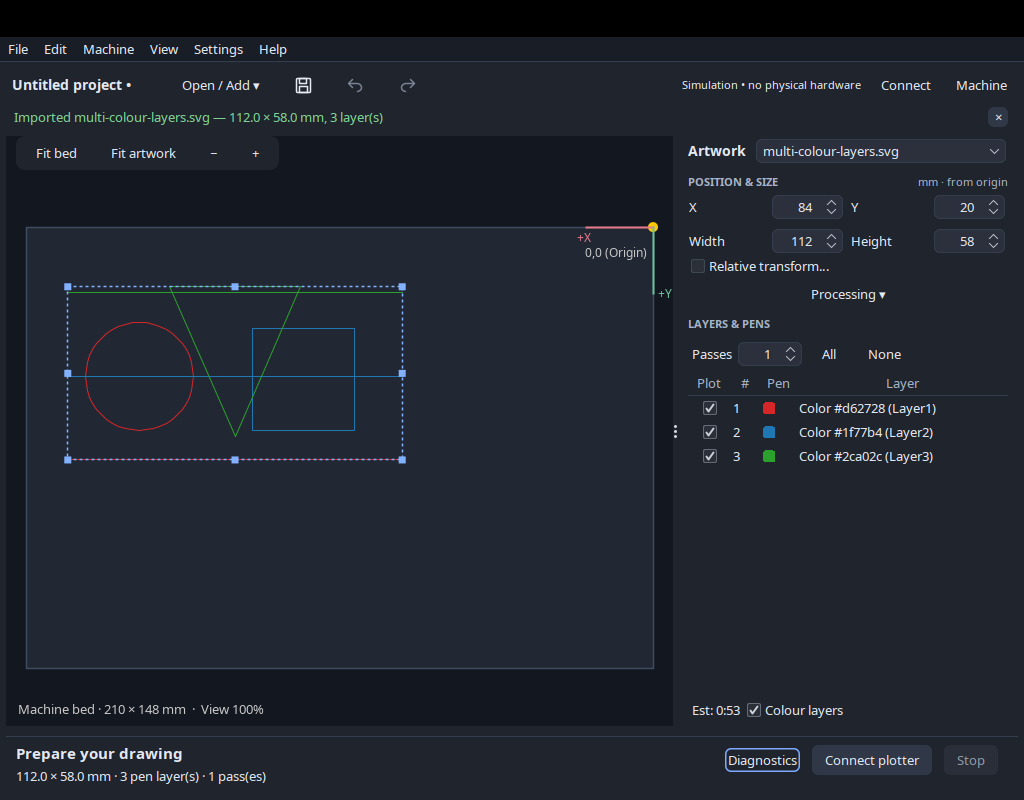 File Edit Machine View Settings Help
Untitled project • Open / Add ▾ Simulation • no physical hardware Connect Machine
Imported multi-colour-layers.svg — 112.0 × 58.0 mm, 3 layer(s) ×
Fit bed Fit artwork − +
Artwork multi-colour-layers.svg
POSITION & SIZE mm · from origin
X 84 Y 20
Width 112 Height 58
Relative transform...
Processing ▾
LAYERS & PENS
Passes 1 All None
Plot # Pen Layer
1 Color #d62728 (Layer1)
2 Color #1f77b4 (Layer2)
3 Color #2ca02c (Layer3)
+X
0,0 (Origin)
+Y
Machine bed · 210 × 148 mm · View 100%
Est: 0:53 Colour layers
Prepare your drawing
112.0 × 58.0 mm · 3 pen layer(s) · 1 pass(es)
Diagnostics Connect plotter Stop